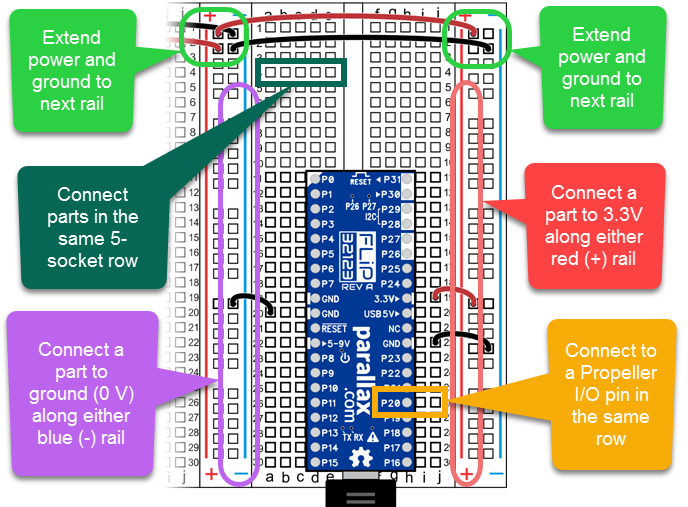 Extend
power and
ground to
next rail
Extend
power and
ground to
next rail
Connect
parts in the
same 5-
socket row
Connect a
part to 3.3V
along either
red (+) rail
Connect a
part to
ground (0 V)
along either
blue (-) rail
Connect to
a Propeller
I/O pin in
the same
row
i j
+
a b c d e
f g h i j
+
P0 RESET ◄P31
P1 ►P30
P2 P26 P27 P29
P3 I2C P28
P4 P27
P5 FLiP P26
P6 32123 P25
P7 REV A P24
GND 3.3V►
GND USB5V►
RESET NC
►5-9V GND
P8 P23
P9 P22
P10
P11 P20
P12 P19
P13 TX RX P18
P14 P17
P15 P16
parallax
.com
i j
+
a b c d e
g h i j
+